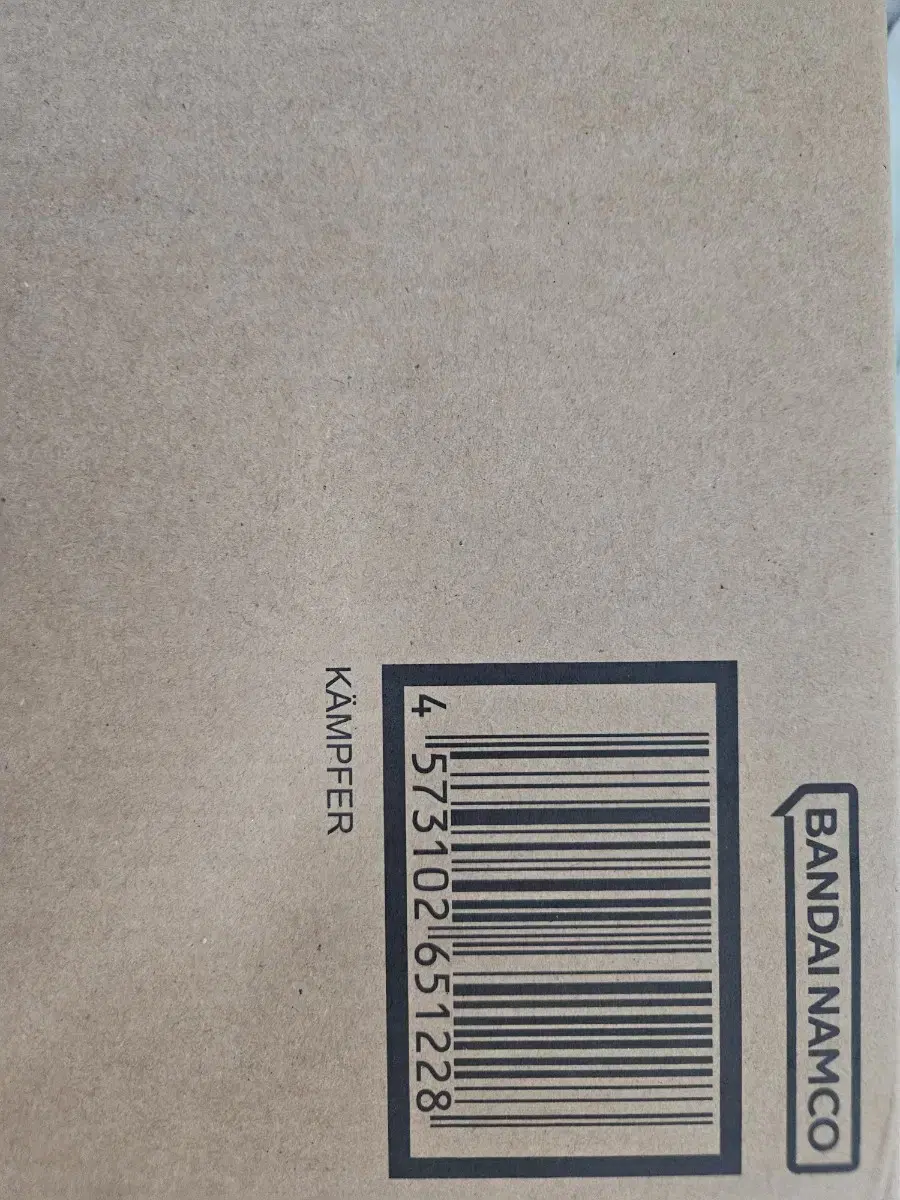 BANDAI NAMCO
4 573102 651228
KÄMPFER